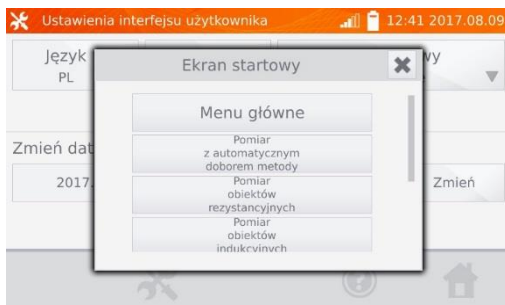 Ustawienia interfejsu użytkownika 12:41 2017.08.09
Język
PL
Ekran startowy
Menu główne
Pomiar
z automatycznym
doborem metody
Pomiar
obiektów
rezystancyjnych
Pomiar
obiektów
indukcyjnych
Zmień
2017.
Zmień